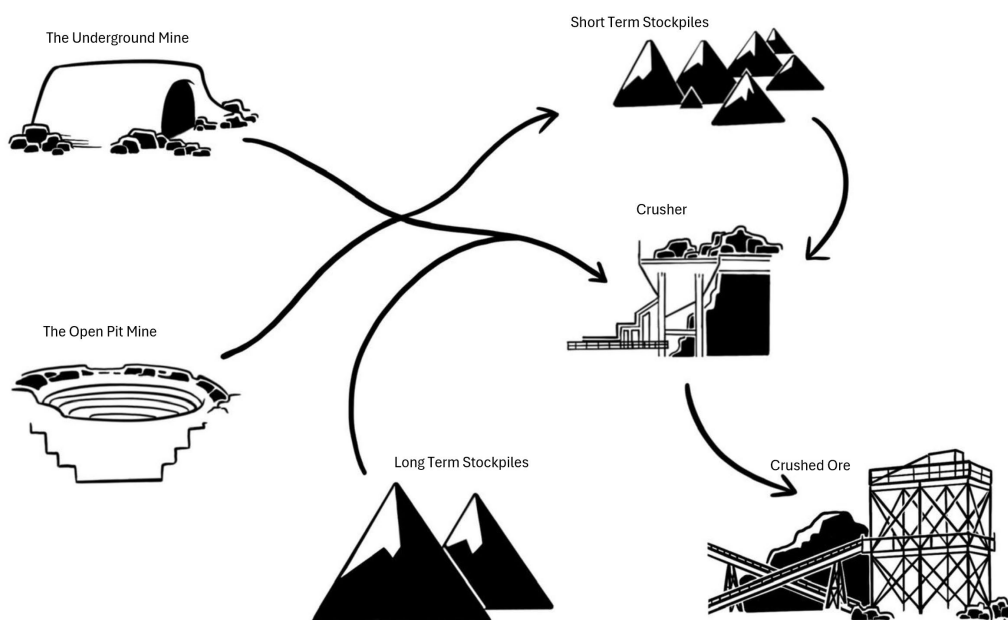 Short Term Stockpiles
The Underground Mine
Crusher
The Open Pit Mine
Long Term Stockpiles
Crushed Ore